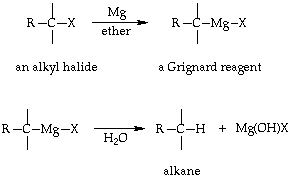 R—C—X Mg ether R—C—Mg—X
an alkyl halide a Grignard reagent
R—C—Mg—X H₂O R—C—H + Mg(OH)X
alkane